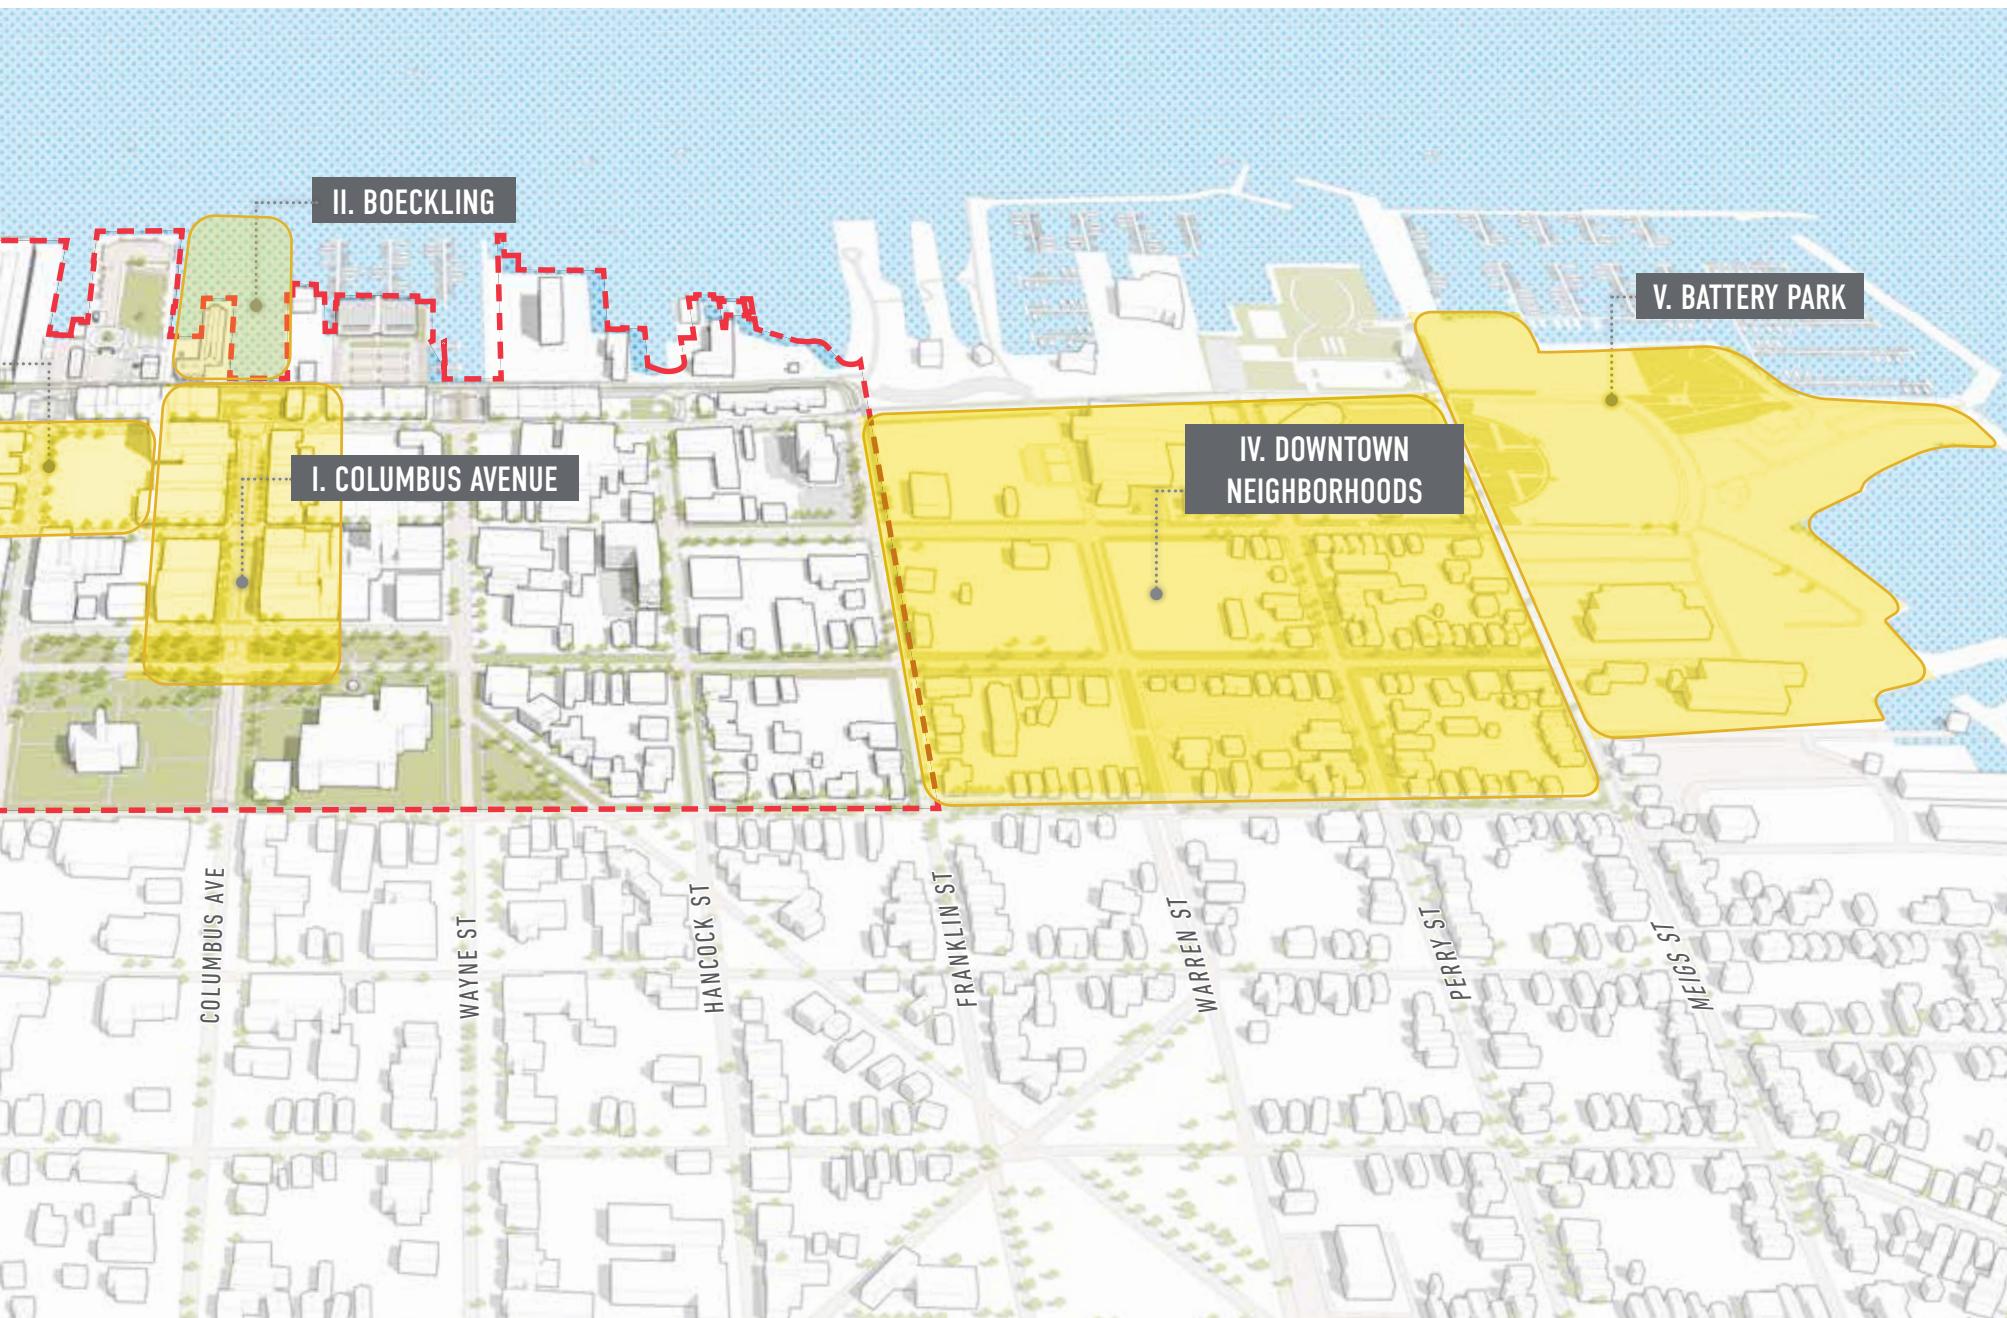 II. BOECKLING
V. BATTERY PARK
IV. DOWNTOWN
NEIGHBORHOODS
I. COLUMBUS AVENUE
COLUMBUS AVE
WAYNE ST
HANCOCK ST
FRANKLIN ST
WARREN ST
PERRY ST
MEIGS ST